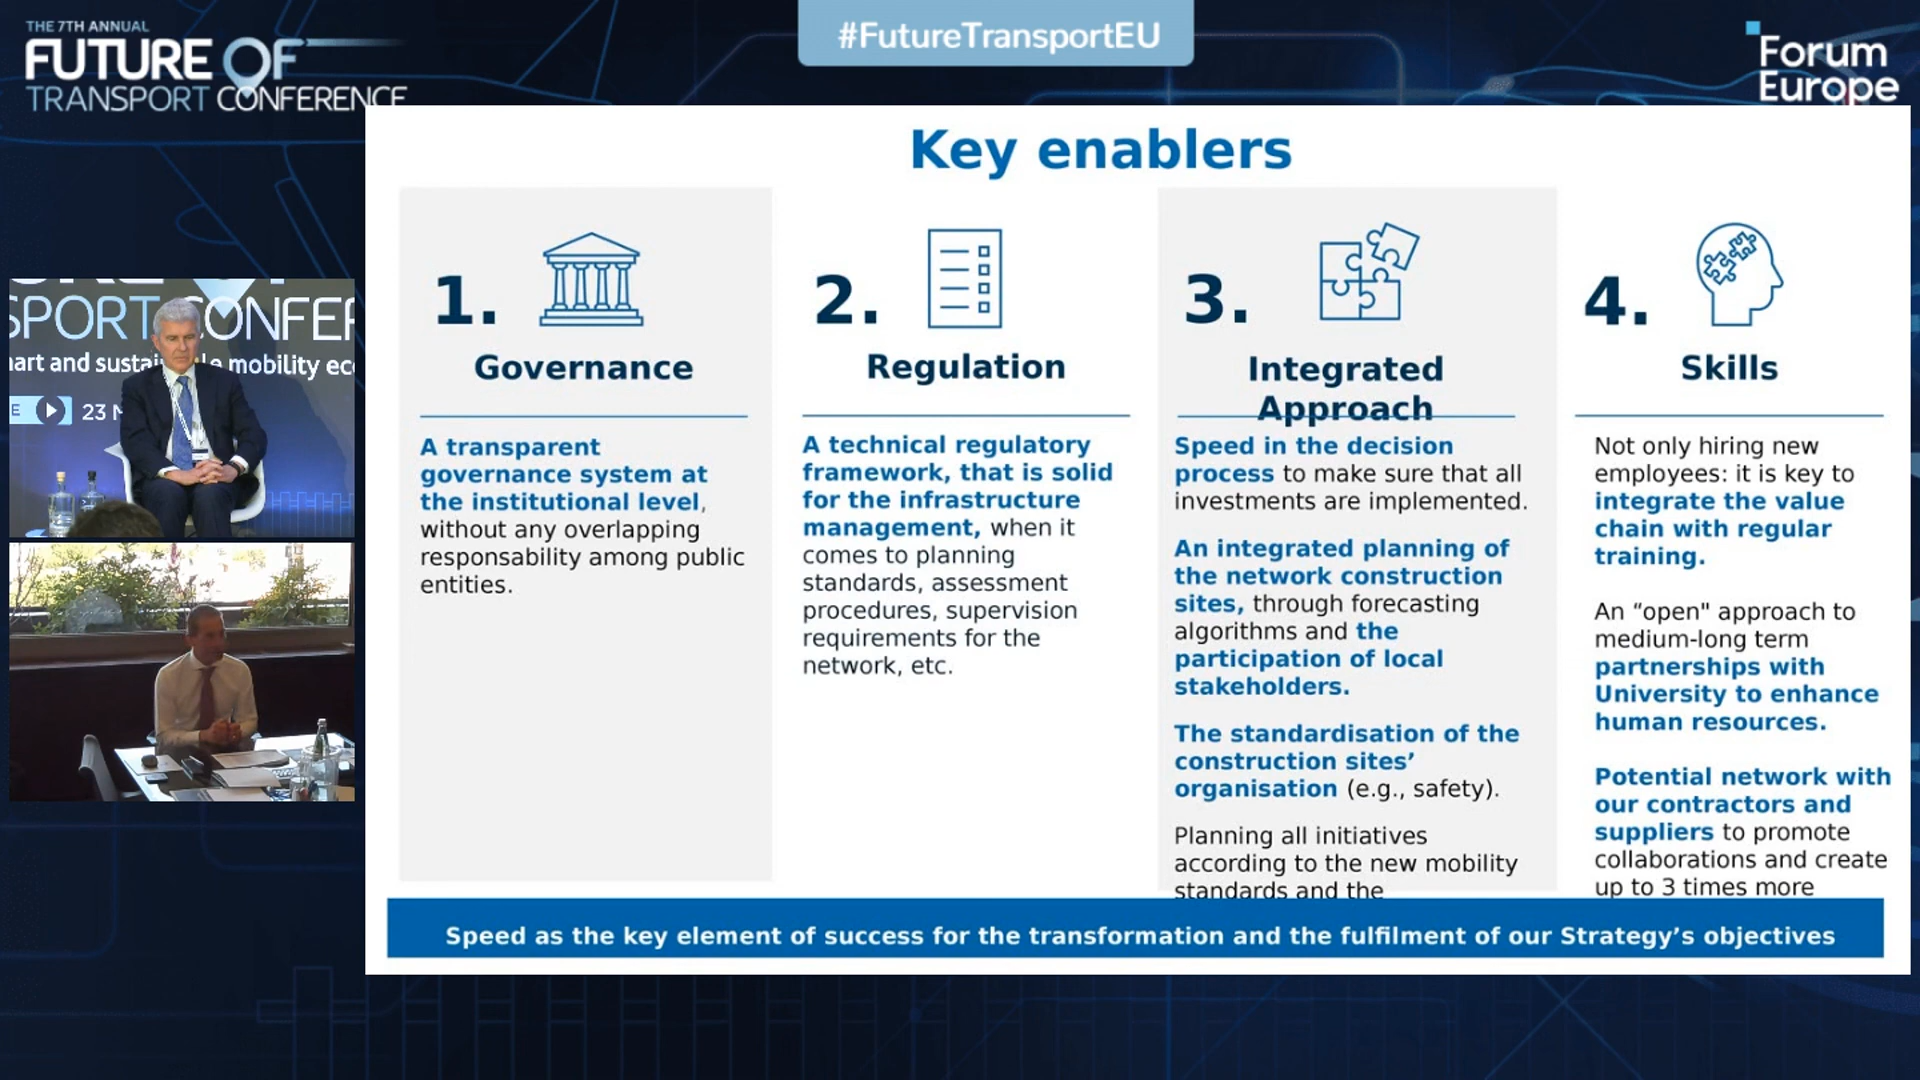 THE 7TH ANNUAL
FUTURE OF
TRANSPORT CONFERENCE
#FutureTransportEU
Forum
Europe
SPORT CONFER
nart and sustai le mobility ec
E
23 M
Key enablers
1.
Governance
A transparent
governance system at
the institutional level,
without any overlapping
responsability among public
entities.
2.
Regulation
A technical regulatory
framework, that is solid
for the infrastructure
management, when it
comes to planning
standards, assessment
procedures, supervision
requirements for the
network, etc.
3.
Integrated
Approach
Speed in the decision
process to make sure that all
investments are implemented.
An integrated planning of
the network construction
sites, through forecasting
algorithms and the
participation of local
stakeholders.
The standardisation of the
construction sites’
organisation (e.g., safety).
Planning all initiatives
according to the new mobility
standards and the
4.
Skills
Not only hiring new
employees: it is key to
integrate the value
chain with regular
training.
An “open" approach to
medium-long term
partnerships with
University to enhance
human resources.
Potential network with
our contractors and
suppliers to promote
collaborations and create
up to 3 times more
Speed as the key element of success for the transformation and the fulfilment of our Strategy’s objectives